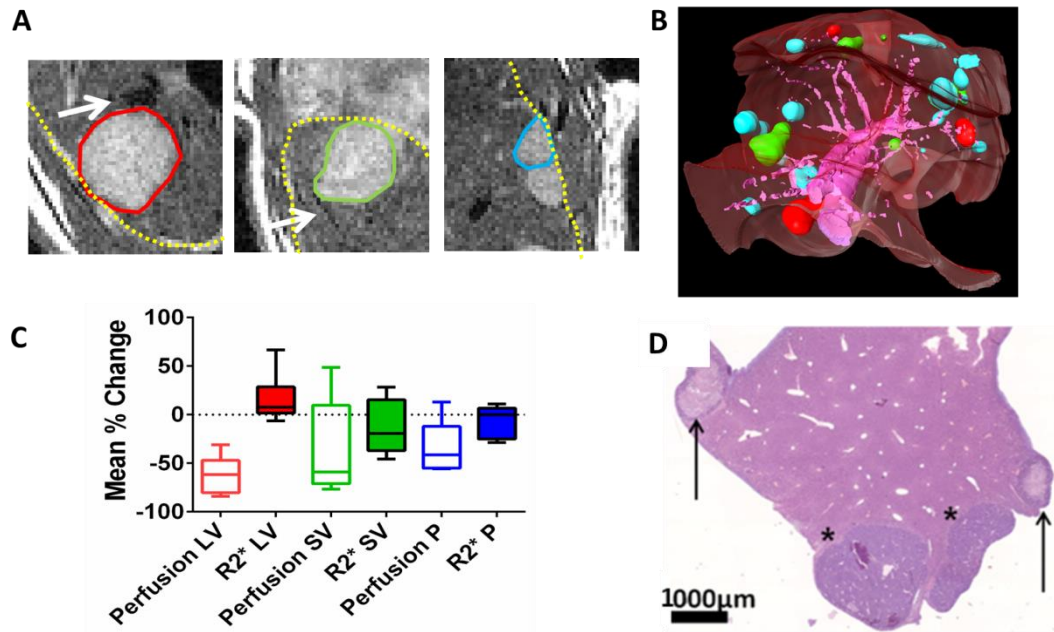 A
B
C
Mean % Change
100
50
0
-50
-100
Perfusion LV
R2* LV
Perfusion SV
R2* SV
Perfusion P
R2* P
D
*
*
1000μm